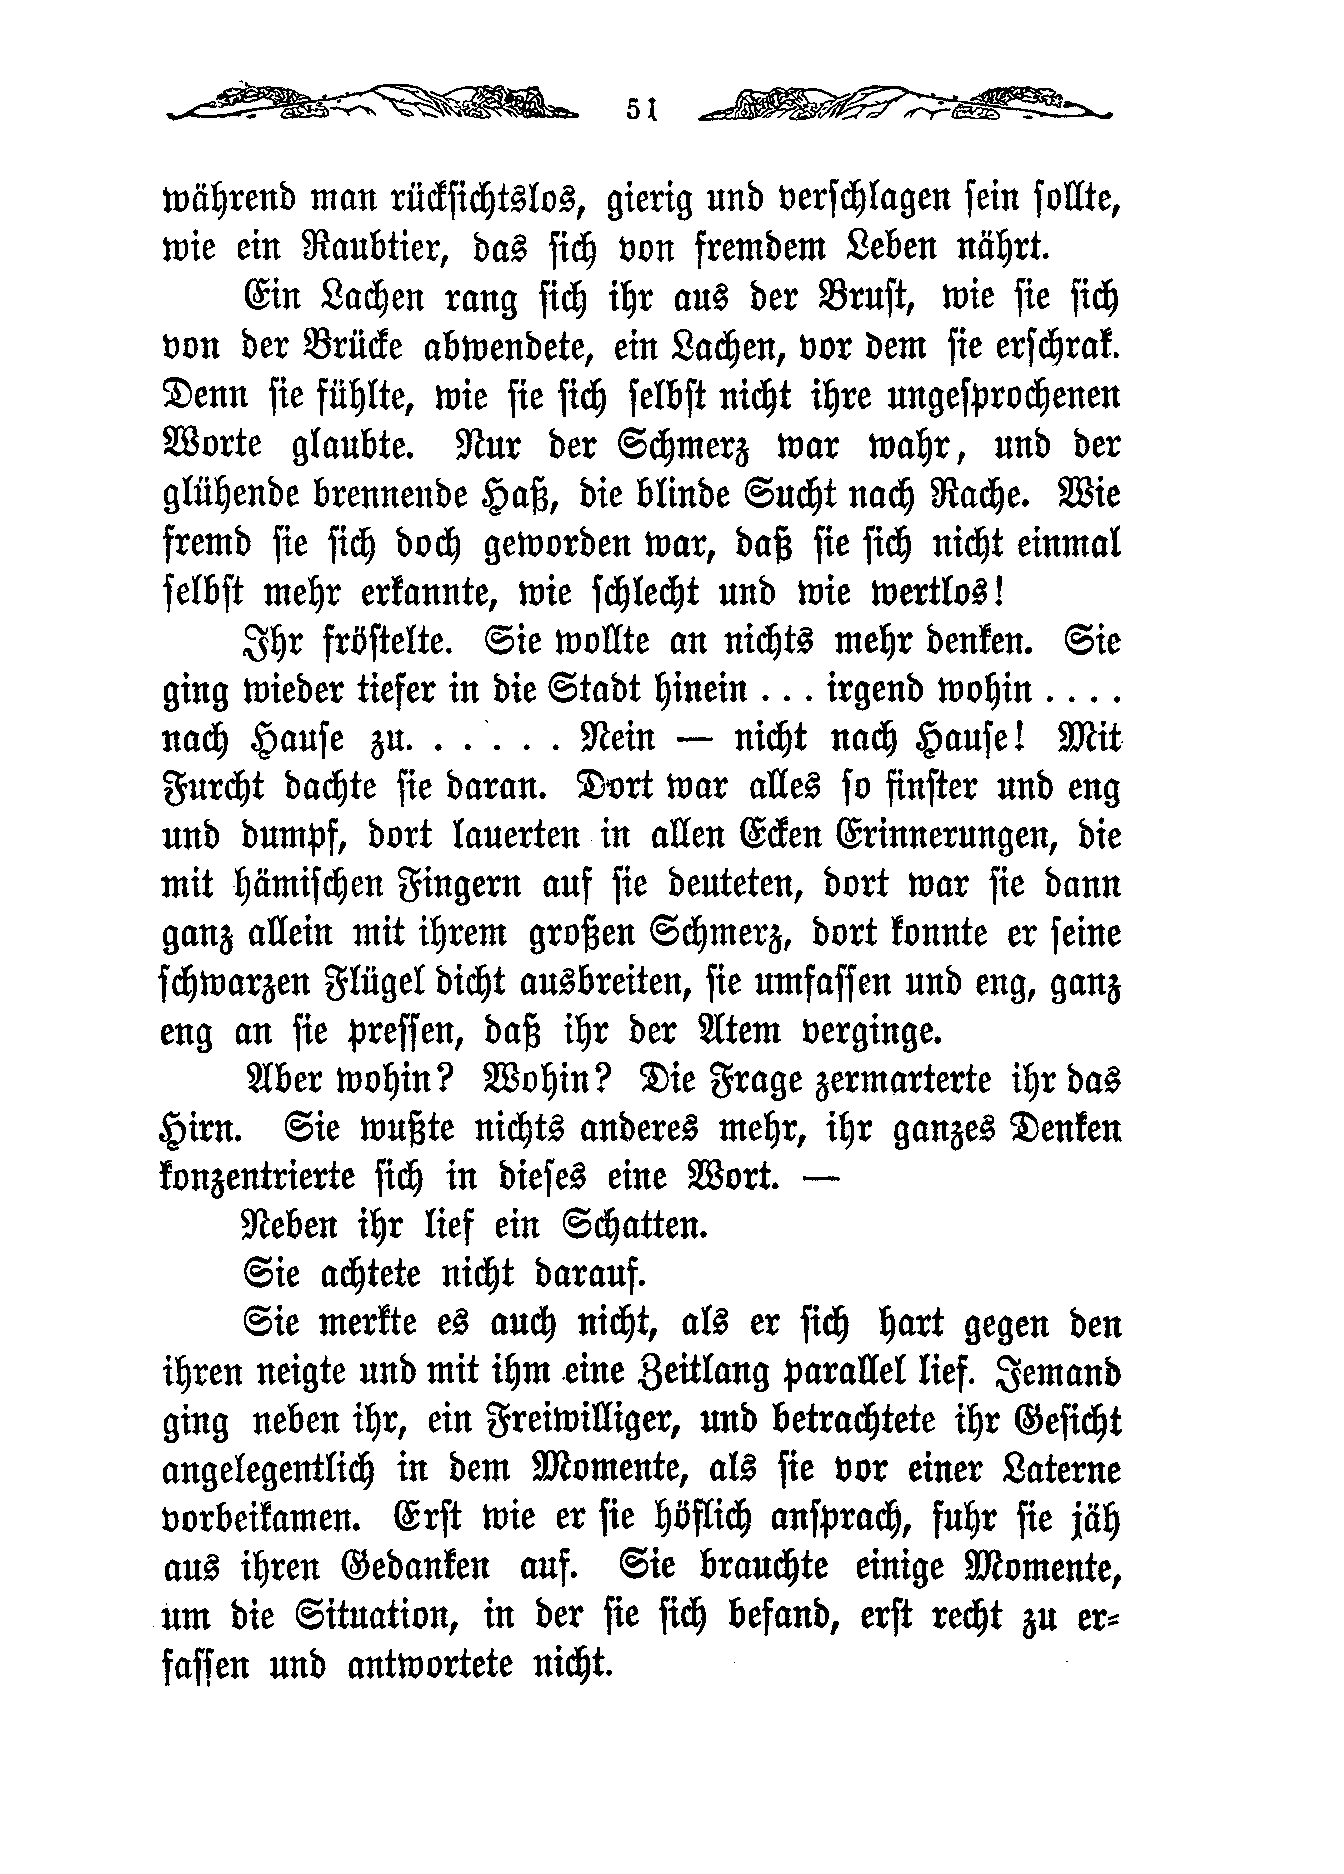 51
während man rücksichtslos, gierig und verschlagen sein sollte,
wie ein Raubtier, das sich von fremdem Leben nährt.
Ein Lachen rang sich ihr aus der Brust, wie sie sich
von der Brücke abwendete, ein Lachen, vor dem sie erschrak.
Denn sie fühlte, wie sie sich selbst nicht ihre ungesprochenen
Worte glaubte. Nur der Schmerz war wahr, und der
glühende brennende Haß, die blinde Sucht nach Rache. Wie
fremd sie sich doch geworden war, daß sie sich nicht einmal
selbst mehr erkannte, wie schlecht und wie wertlos!
Ihr fröstelte. Sie wollte an nichts mehr denken. Sie
ging wieder tiefer in die Stadt hinein . . . irgend wohin . . . .
nach Hause zu. . . . . . . Nein — nicht nach Hause! Mit
Furcht dachte sie daran. Dort war alles so finster und eng
und dumpf, dort lauerten in allen Ecken Erinnerungen, die
mit hämischen Fingern auf sie deuteten, dort war sie dann
ganz allein mit ihrem großen Schmerz, dort konnte er seine
schwarzen Flügel dicht ausbreiten, sie umfassen und eng, ganz
eng an sie pressen, daß ihr der Atem verginge.
Aber wohin? Wohin? Die Frage zermarterte ihr das
Hirn. Sie wußte nichts anderes mehr, ihr ganzes Denken
konzentrierte sich in dieses eine Wort. —
Neben ihr lief ein Schatten.
Sie achtete nicht darauf.
Sie merkte es auch nicht, als er sich hart gegen den
ihren neigte und mit ihm eine Zeitlang parallel lief. Jemand
ging neben ihr, ein Freiwilliger, und betrachtete ihr Gesicht
angelegentlich in dem Momente, als sie vor einer Laterne
vorbeikamen. Erst wie er sie höflich ansprach, fuhr sie jäh
aus ihren Gedanken auf. Sie brauchte einige Momente,
um die Situation, in der sie sich befand, erst recht zu er-
fassen und antwortete nicht.